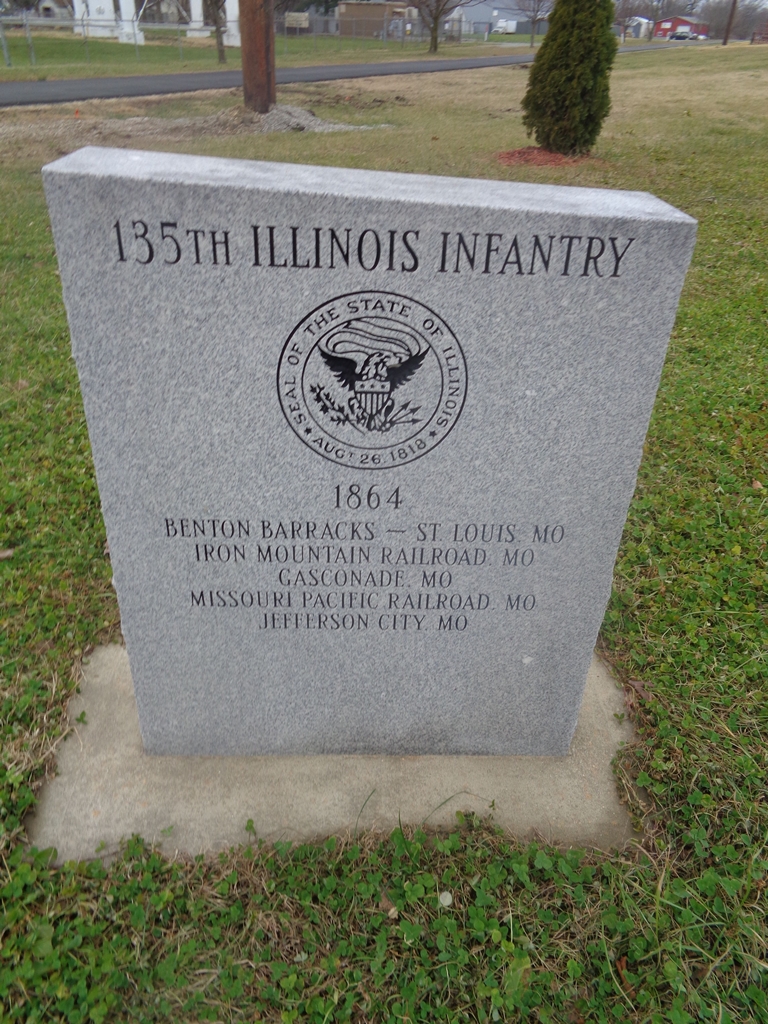 135TH ILLINOIS INFANTRY
SEAL OF THE STATE OF ILLINOIS
AUGT 26 1818
1864
BENTON BARRACKS — ST. LOUIS, MO
IRON MOUNTAIN RAILROAD, MO
GASCONADE, MO
MISSOURI PACIFIC RAILROAD, MO
JEFFERSON CITY, MO